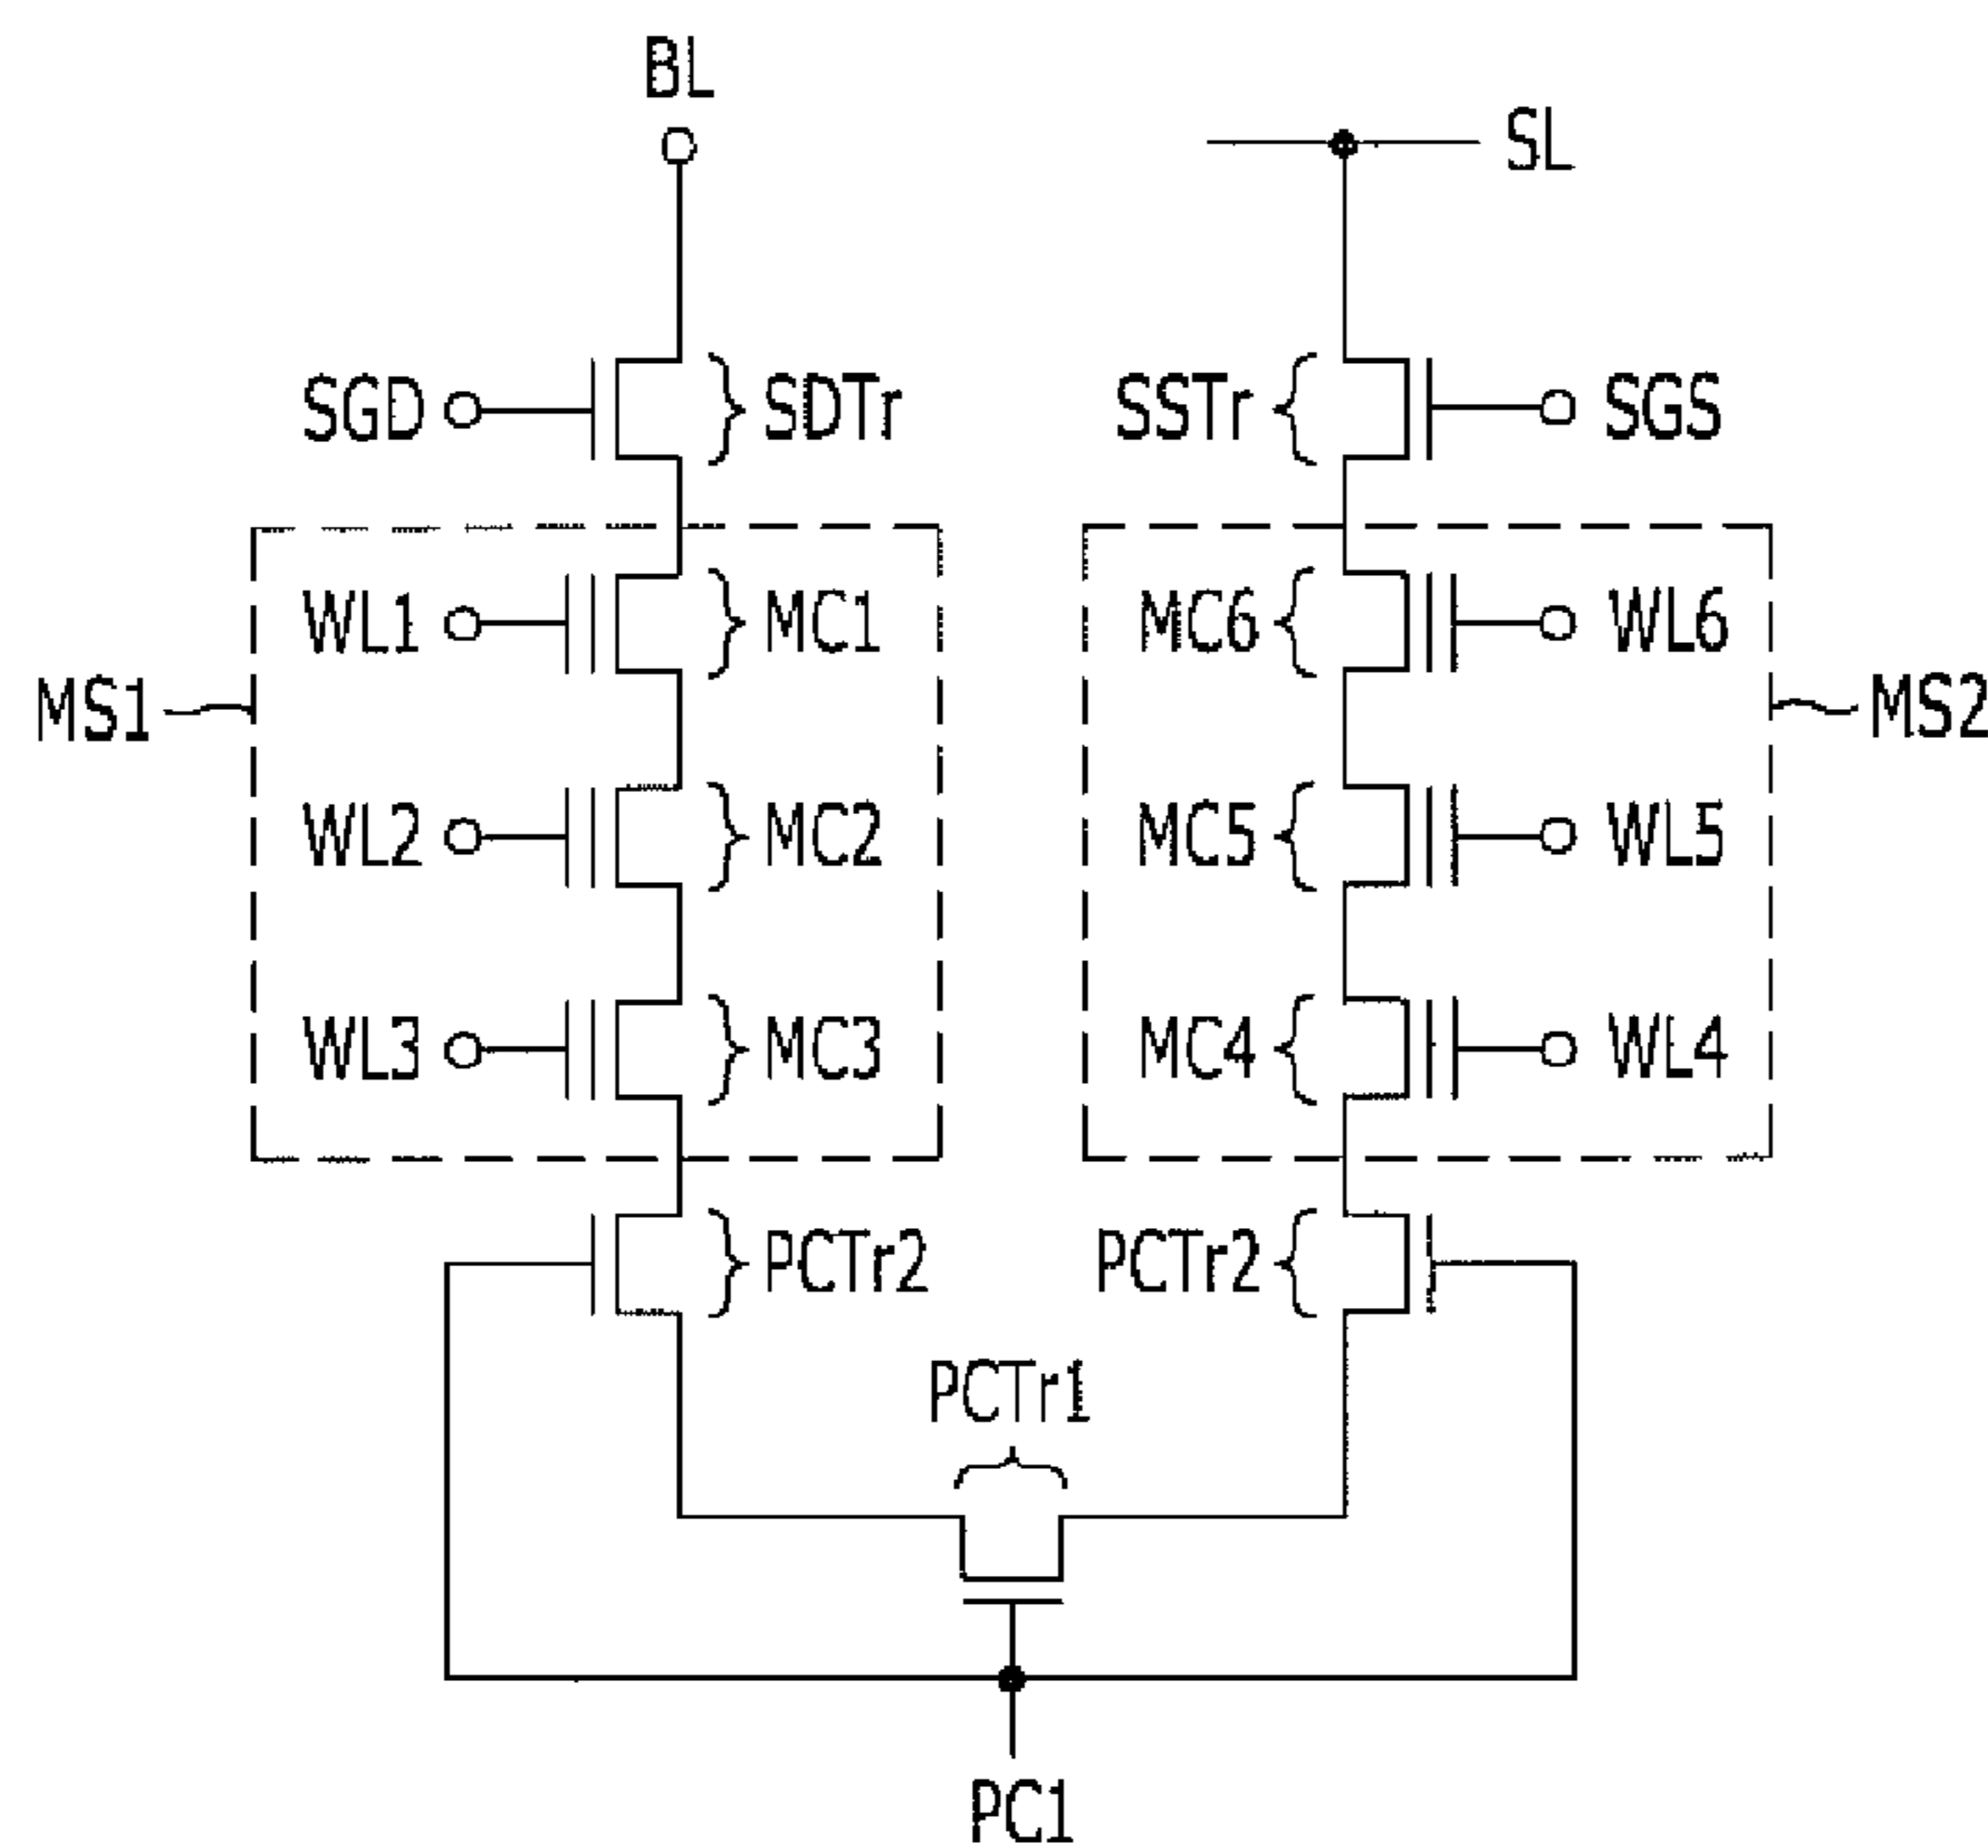 BL
SL
SGD SDTr SSTr SGS
WL1 MC1 MC6 WL6
MS1 MS2
WL2 MC2 MC5 WL5
WL3 MC3 MC4 WL4
PCTr2 PCTr2
PCTr1
PC1